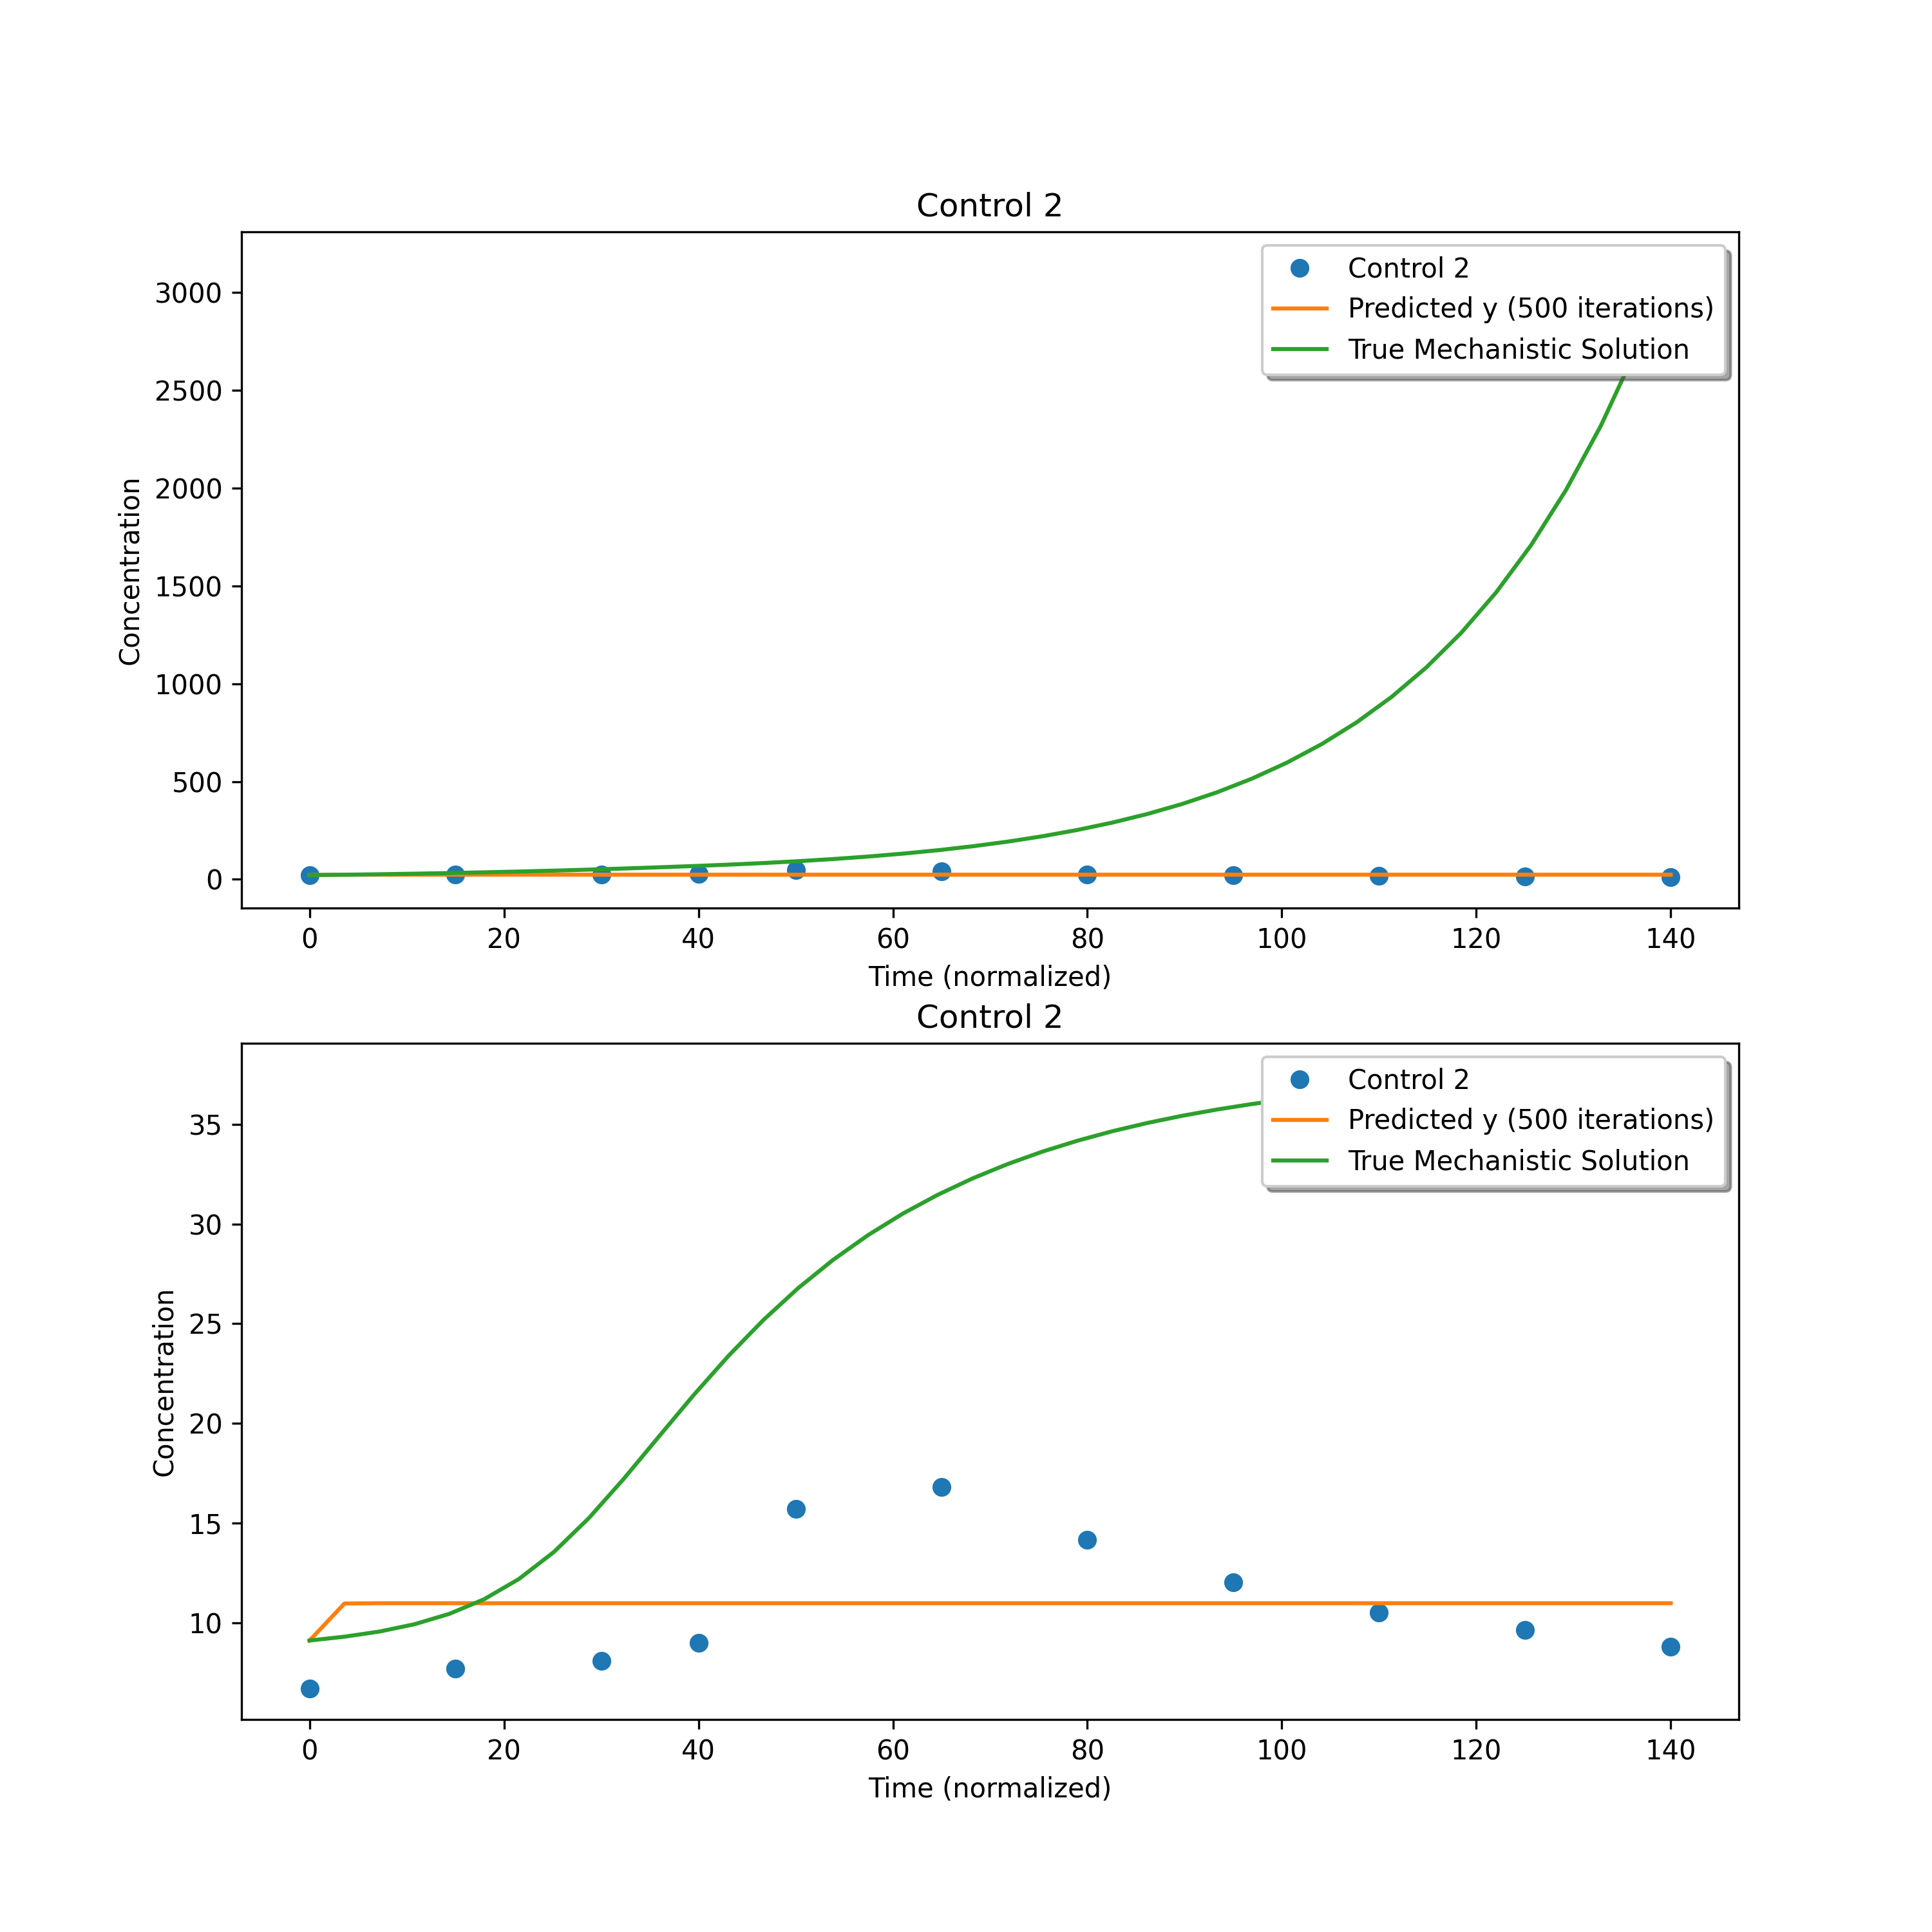 Control 2
Control 2
Predicted y (500 iterations)
True Mechanistic Solution
3000
2500
2000
1500
1000
500
0
Concentration
0 20 40 60 80 100 120 140
Time (normalized)
Control 2
Control 2
Predicted y (500 iterations)
True Mechanistic Solution
35
30
25
20
15
10
Concentration
0 20 40 60 80 100 120 140
Time (normalized)